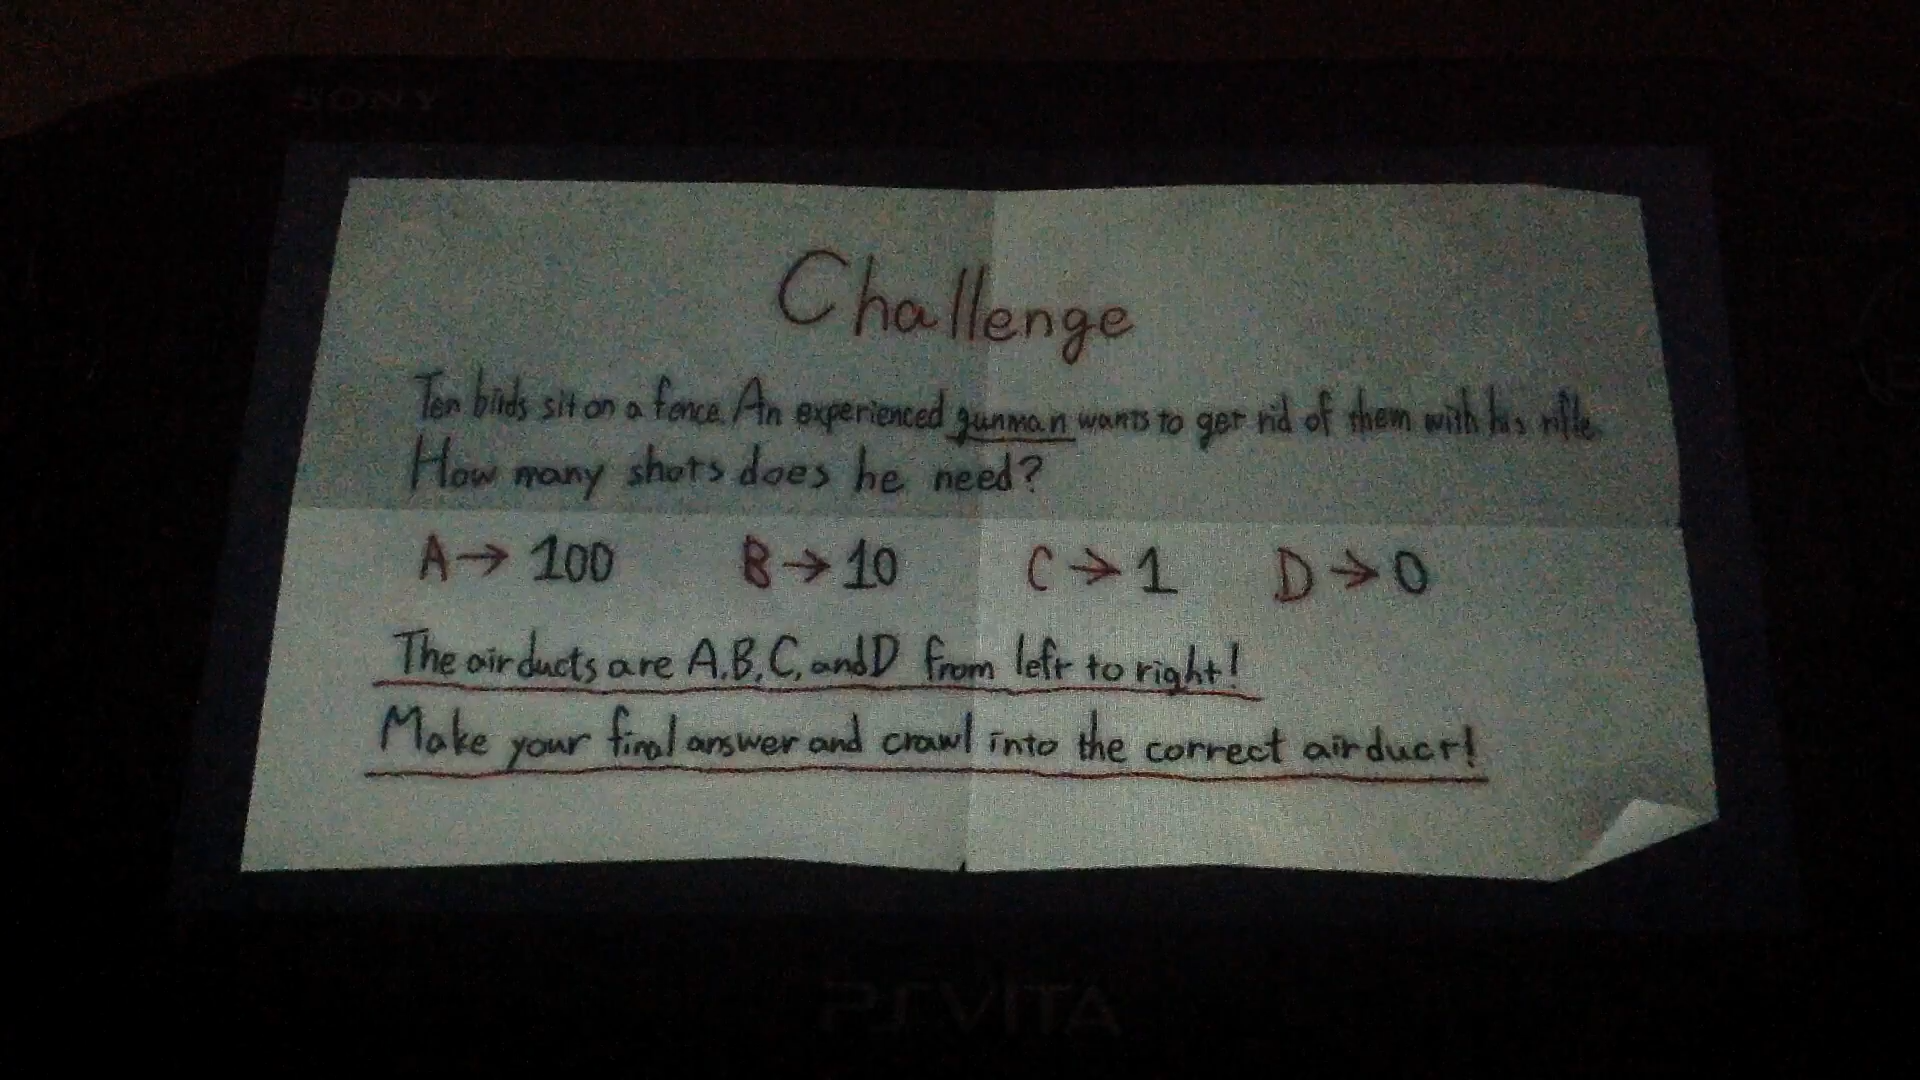 SONY
Challenge
Ten birds sit on a fence. An experienced gunman wants to get rid of them with his rifle.
How many shots does he need?
A→100 B→10 C→1 D→0
The air ducts are A, B, C, and D from left to right!
Make your final answer and crawl into the correct air duct!
PSVITA